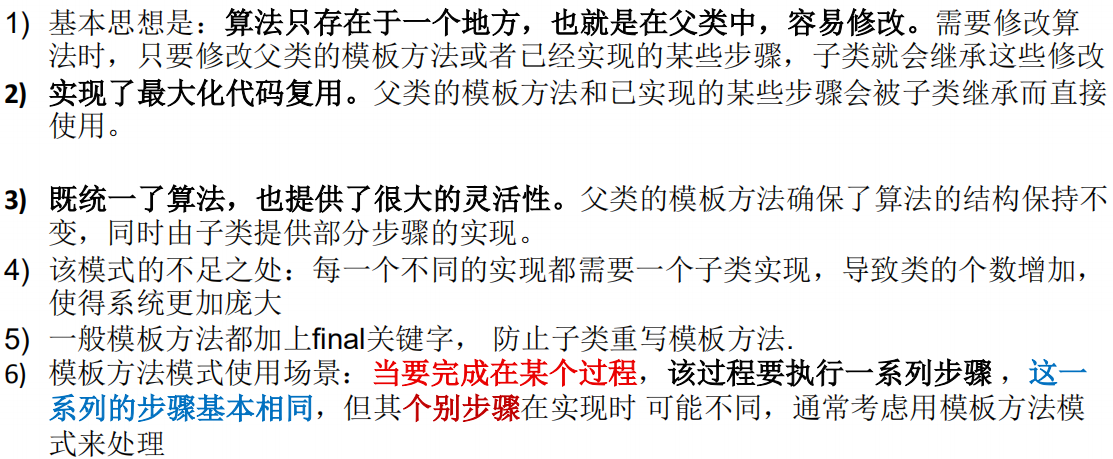 1) 基本思想是：算法只存在于一个地方，也就是在父类中，容易修改。需要修改算
法时，只要修改父类的模板方法或者已经实现的某些步骤，子类就会继承这些修改
2) 实现了最大化代码复用。父类的模板方法和已实现的某些步骤会被子类继承而直接
使用。
3) 既统一了算法，也提供了很大的灵活性。父类的模板方法确保了算法的结构保持不
变，同时由子类提供部分步骤的实现。
4) 该模式的不足之处：每一个不同的实现都需要一个子类实现，导致类的个数增加，
使得系统更加庞大
5) 一般模板方法都加上final关键字， 防止子类重写模板方法.
6) 模板方法模式使用场景：当要完成在某个过程，该过程要执行一系列步骤 ，这一
系列的步骤基本相同，但其个别步骤在实现时 可能不同，通常考虑用模板方法模
式来处理